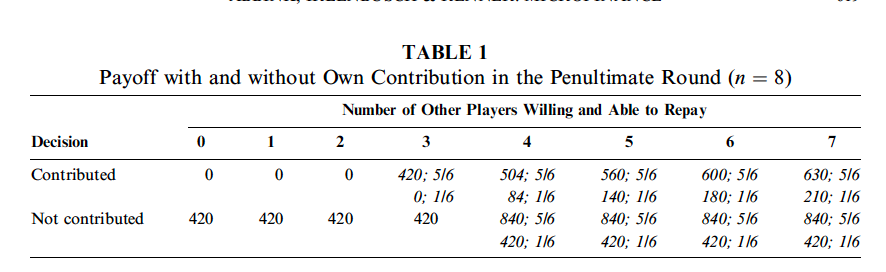 TABLE 1
Payoff with and without Own Contribution in the Penultimate Round (n = 8)
Number of Other Players Willing and Able to Repay
Decision 0 1 2 3 4 5 6 7
Contributed 0 0 0 420; 5/6 504; 5/6 560; 5/6 600; 5/6 630; 5/6
0; 1/6 84; 1/6 140; 1/6 180; 1/6 210; 1/6
Not contributed 420 420 420 420 840; 5/6 840; 5/6 840; 5/6 840; 5/6
420; 1/6 420; 1/6 420; 1/6 420; 1/6